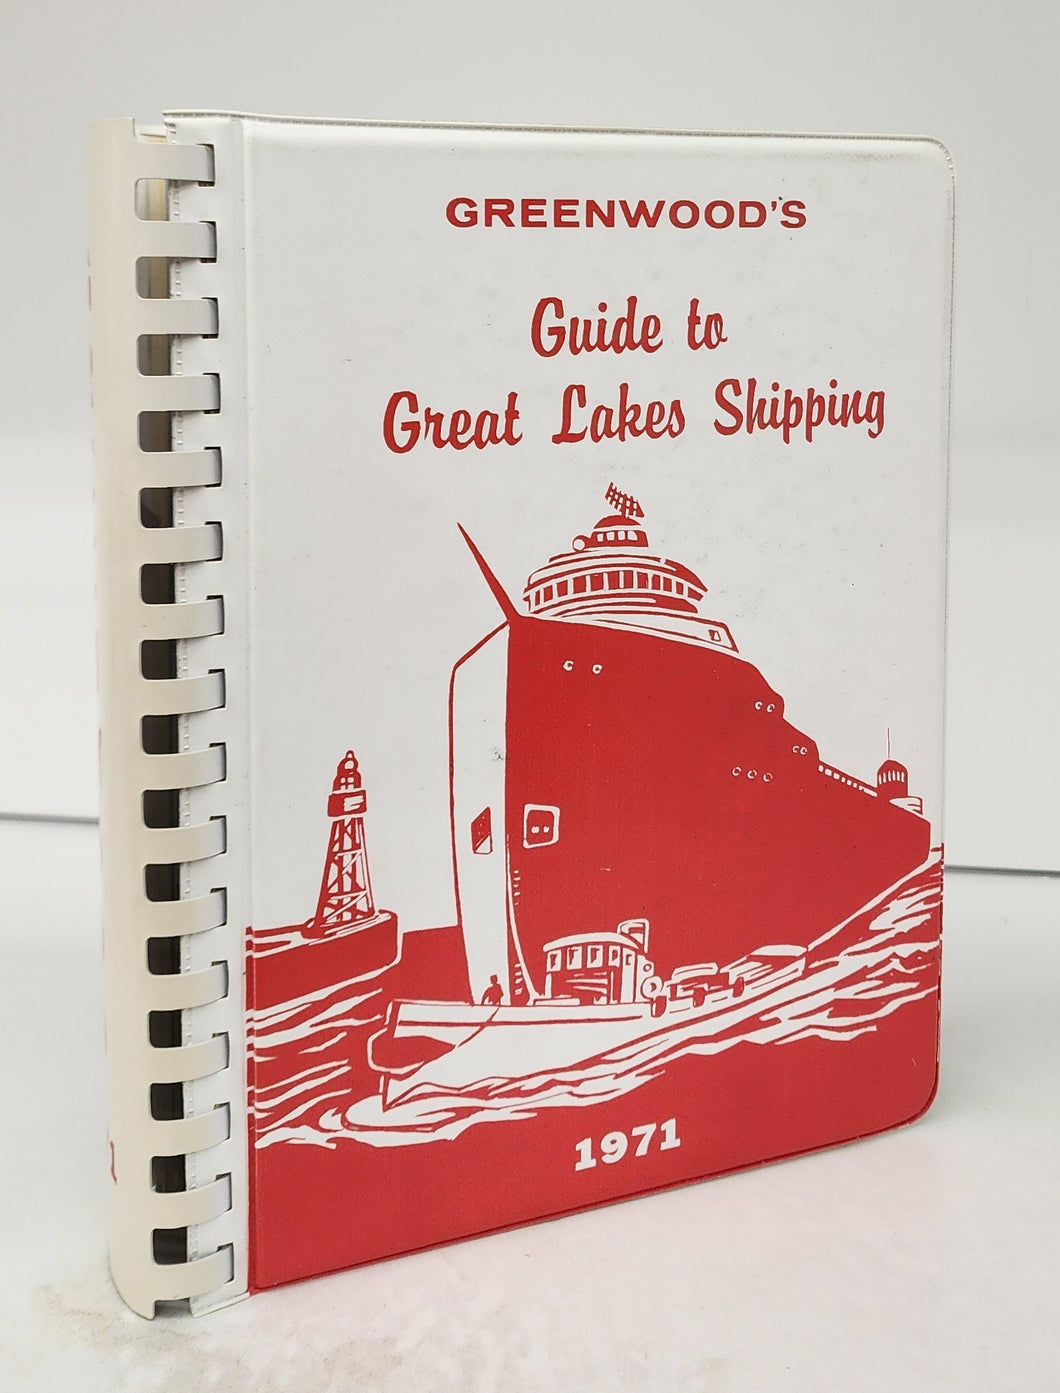 GREENWOOD'S
Guide to
Great Lakes Shipping
1971